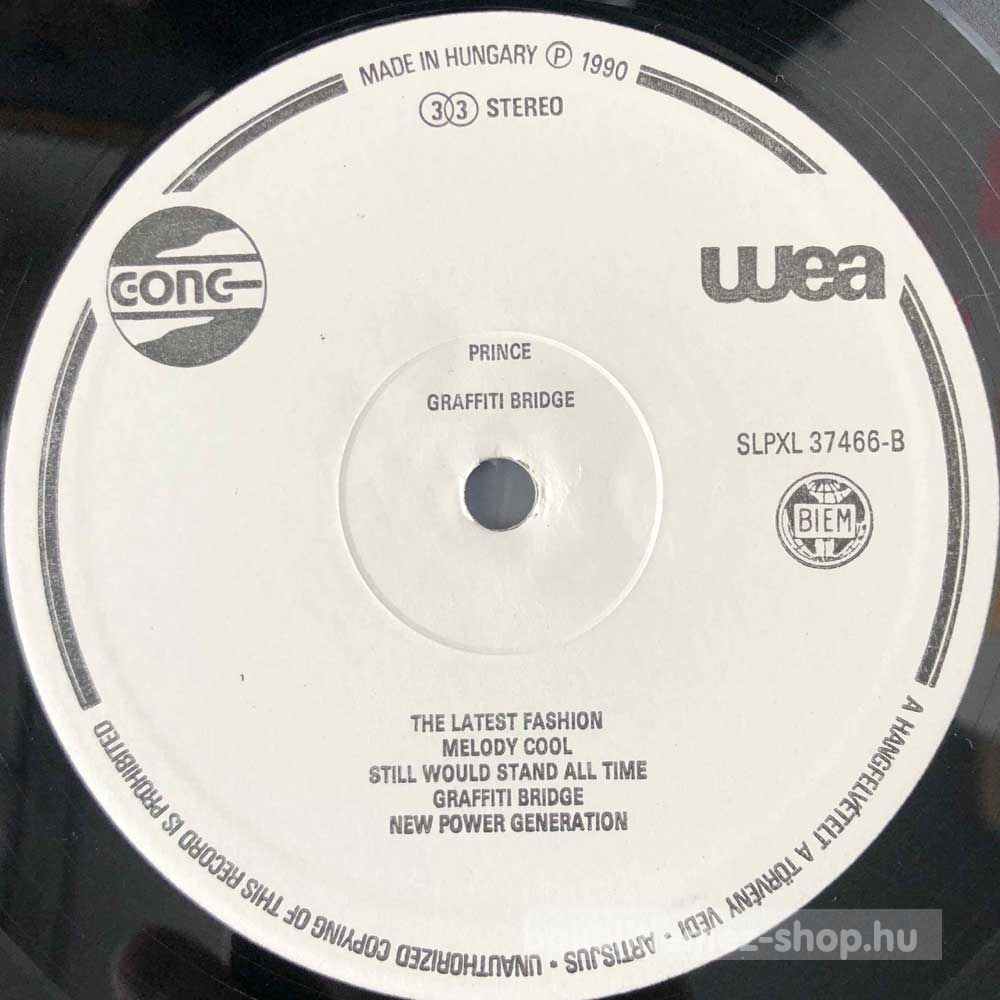 MADE IN HUNGARY Ⓟ 1990
33 STEREO
GONG
wea
PRINCE
GRAFFITI BRIDGE
SLPXL 37466-B
BIEM
THE LATEST FASHION
MELODY COOL
STILL WOULD STAND ALL TIME
GRAFFITI BRIDGE
NEW POWER GENERATION
A HANGFELVÉTELT A TÖRVÉNY VÉDI • ARTISJUS • UNAUTHORIZED COPYING OF THIS RECORD IS PROHIBITED
-shop.hu